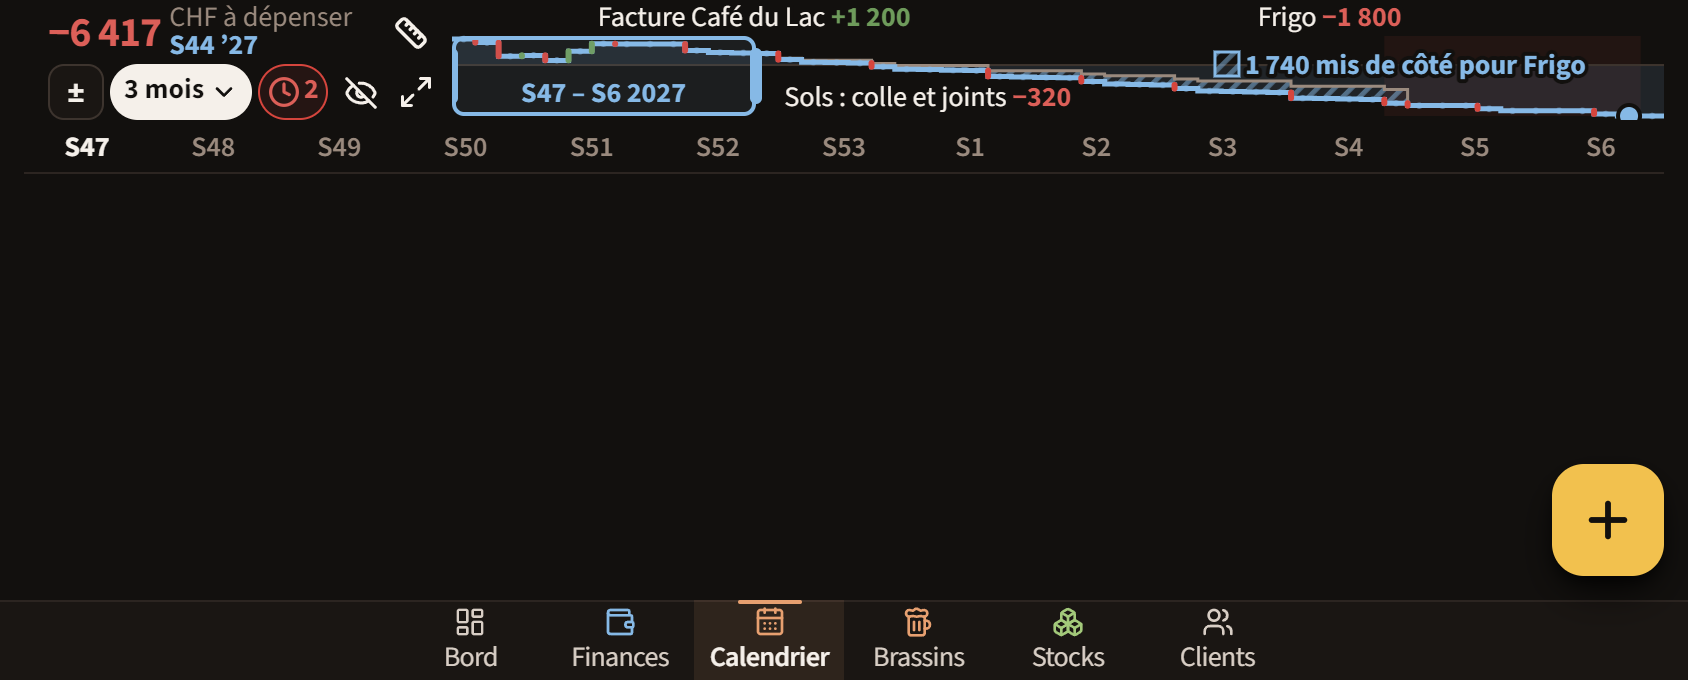 −6 417 CHF à dépenser
S44 ’27
Facture Café du Lac +1 200
Frigo −1 800
1 740 mis de côté pour Frigo
± 3 mois 2
S47 – S6 2027
Sols : colle et joints −320
S47 S48 S49 S50 S51 S52 S53 S1 S2 S3 S4 S5 S6
+
Bord Finances Calendrier Brassins Stocks Clients